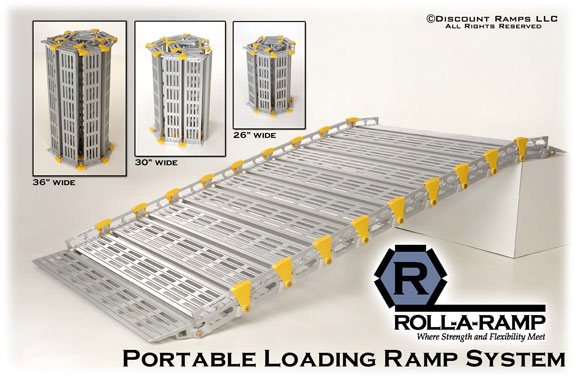 ©Discount Ramps LLC
All Rights Reserved
36" wide
30" wide
26" wide
R
ROLL-A-RAMP
Where Strength and Flexibility Meet
Portable Loading Ramp System